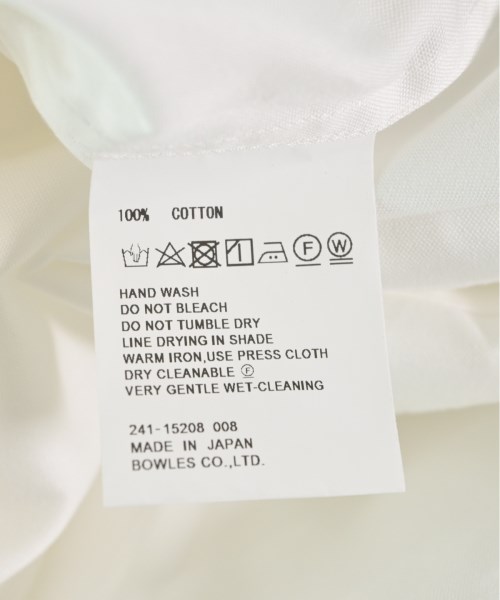 100% COTTON
F W
HAND WASH
DO NOT BLEACH
DO NOT TUMBLE DRY
LINE DRYING IN SHADE
WARM IRON,USE PRESS CLOTH
DRY CLEANABLE Ⓕ
VERY GENTLE WET-CLEANING
241-15208 008
MADE IN JAPAN
BOWLES CO.,LTD.